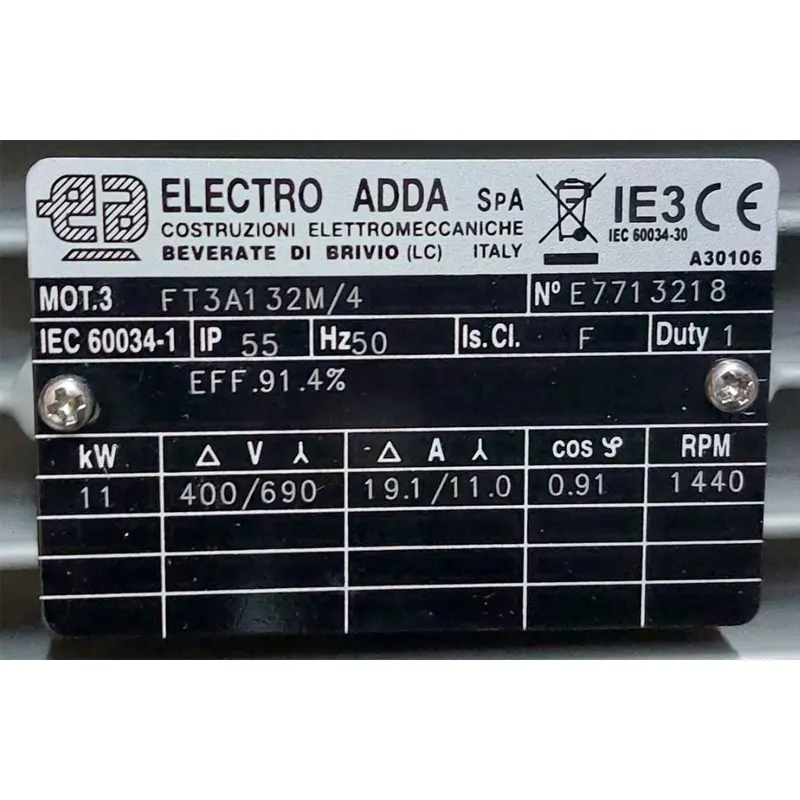 ea ELECTRO ADDA SpA IE3 CE
COSTRUZIONI ELETTROMECCANICHE IEC 60034-30
BEVERATE DI BRIVIO (LC) ITALY A30106
MOT.3 FT3A132M/4 Nº E7713218
IEC 60034-1 IP 55 Hz50 Is.Cl. F Duty 1
EFF.91.4%
kW Δ V ⅄ Δ A ⅄ cos φ RPM
11 400/690 19.1/11.0 0.91 1440